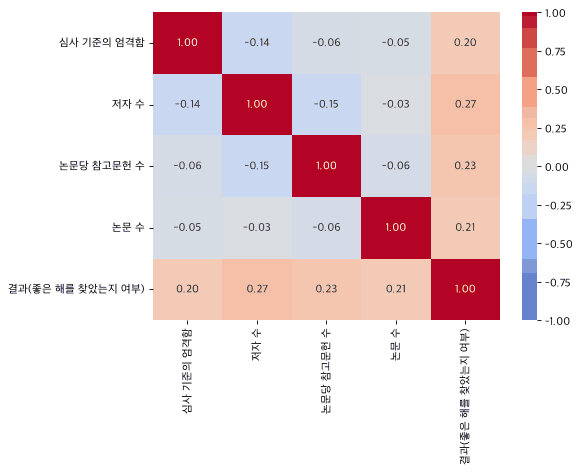 심사 기준의 엄격함 1.00 -0.14 -0.06 -0.05 0.20
저자 수 -0.14 1.00 -0.15 -0.03 0.27
논문당 참고문헌 수 -0.06 -0.15 1.00 -0.06 0.23
논문 수 -0.05 -0.03 -0.06 1.00 0.21
결과(좋은 해를 찾았는지 여부) 0.20 0.27 0.23 0.21 1.00
심사 기준의 엄격함
저자 수
논문당 참고문헌 수
논문 수
결과(좋은 해를 찾았는지 여부)
1.00
0.75
0.50
0.25
0.00
-0.25
-0.50
-0.75
-1.00